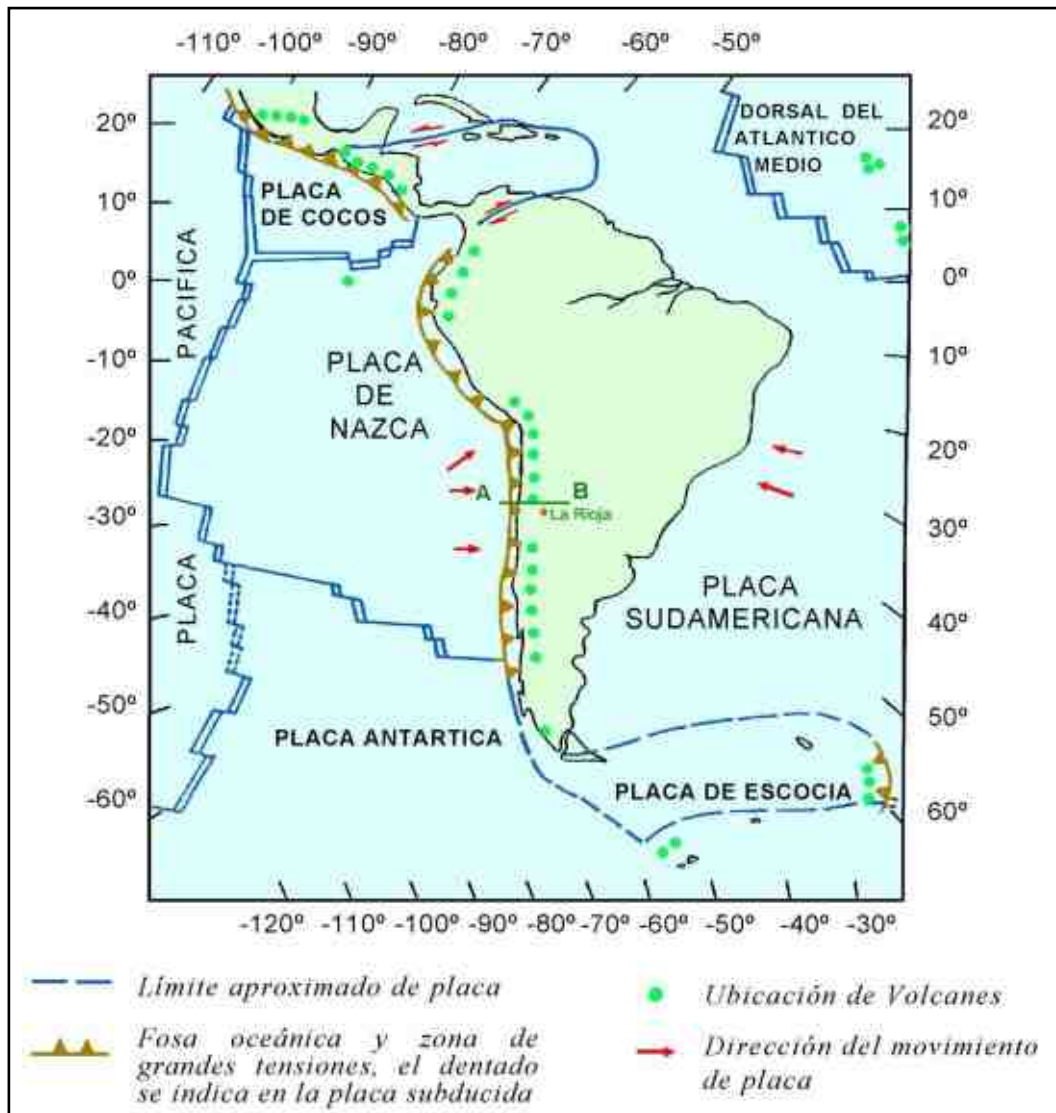 -110º -100º -90º -80º -70º -60º -50º
20º
10º
0º
-10º
-20º
-30º
-40º
-50º
-60º
DORSAL DEL
ATLANTICO
MEDIO
PLACA
DE COCOS
PACIFICA
PLACA
PLACA
DE
NAZCA
A B
La Rioja
PLACA
SUDAMERICANA
PLACA ANTARTICA
PLACA DE ESCOCIA
20º
10º
0º
10º
20º
30º
40º
50º
60º
-120º -110º -100º -90º -80º -70º -60º -50º -40º -30º
Límite aproximado de placa
Fosa oceánica y zona de
grandes tensiones, el dentado
se indica en la placa subducida
Ubicación de Volcanes
Dirección del movimiento
de placa